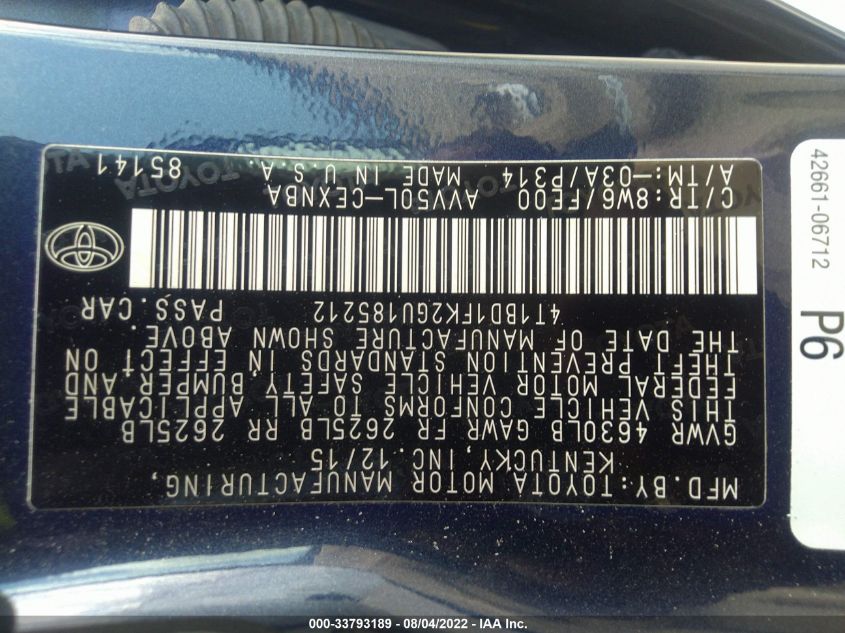 MFD.BY:TOYOTA MOTOR MANUFACTURING,
KENTUCKY, INC.12/15
GVWR 4630LB GAWR FR 2625LB RR 2625LB
THIS VEHICLE CONFORMS TO ALL APPLICABLE
FEDERAL MOTOR VEHICLE SAFETY,BUMPER,AND
THEFT PREVENTION STANDARDS IN EFFECT ON
THE DATE OF MANUFACTURE SHOWN ABOVE.
4T1BD1FK2GU185212 PASS.CAR
C/TR:8W6/FE00 AVV50L-CEXNBA
A/TM:-03A/P314 MADE IN U.S.A. 85141
42661-06712
P6
000-33793189 - 08/04/2022 - IAA Inc.